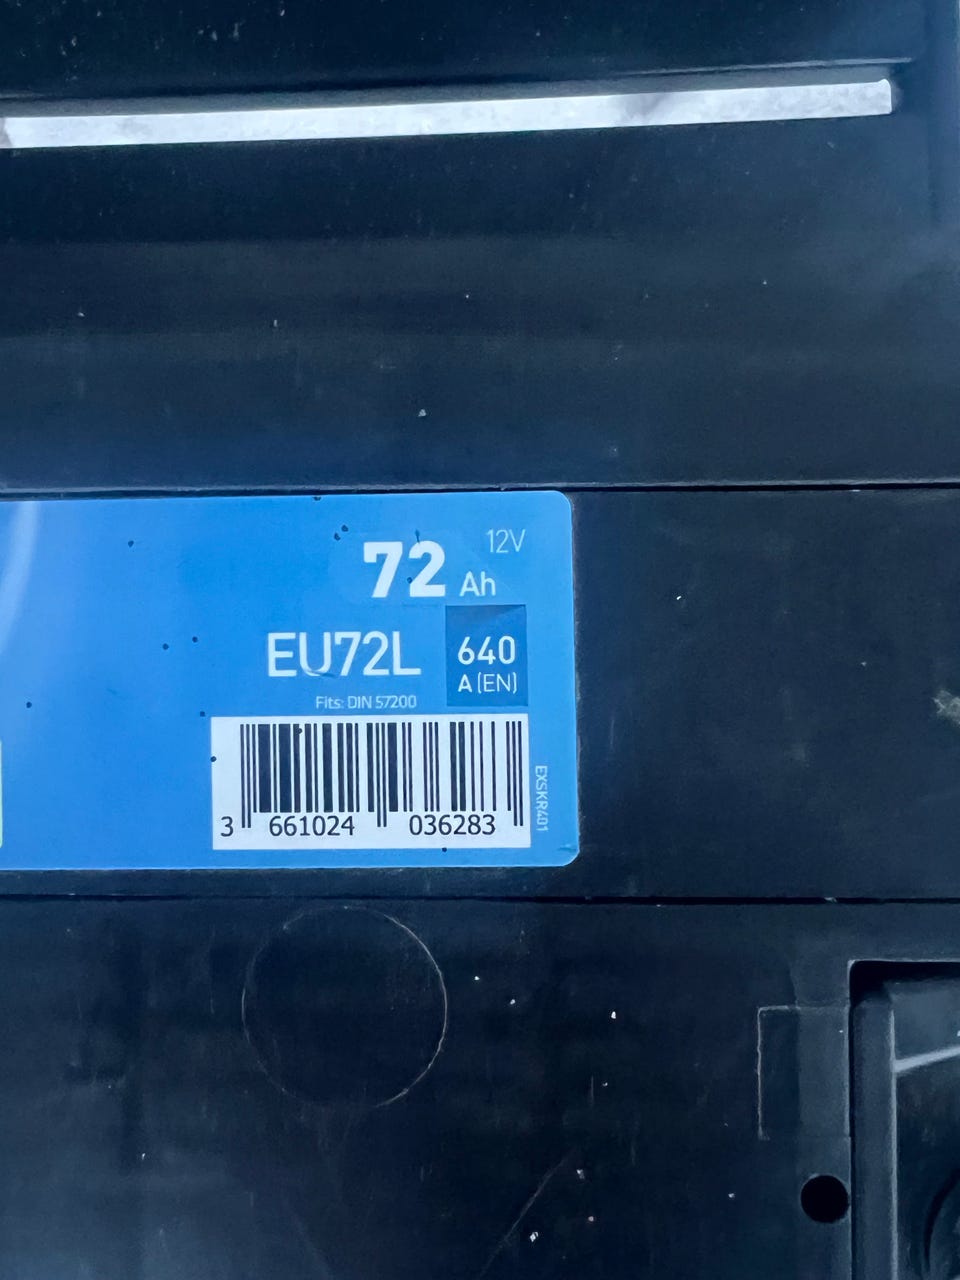 12V
72 Ah
EU72L
640
A (EN)
Fits: DIN 57200
3 661024 036283
EXSKR401